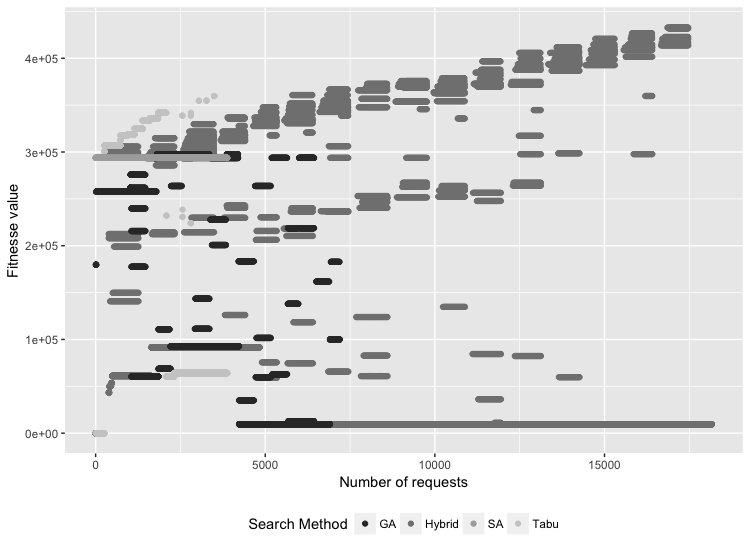 4e+05
3e+05
2e+05
1e+05
0e+00
Fitnesse value
0 5000 10000 15000
Number of requests
Search Method GA Hybrid SA Tabu